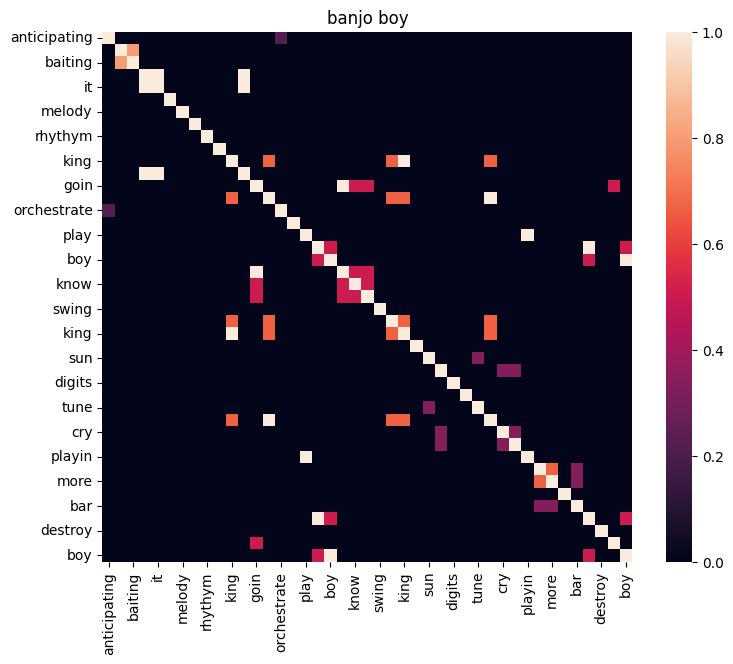 banjo boy
anticipating
baiting
it
melody
rhythym
king
goin
orchestrate
play
boy
know
swing
king
sun
digits
tune
cry
playin
more
bar
destroy
boy
1.0
0.8
0.6
0.4
0.2
0.0
anticipating
baiting
it
melody
rhythym
king
goin
orchestrate
play
boy
know
swing
king
sun
digits
tune
cry
playin
more
bar
destroy
boy